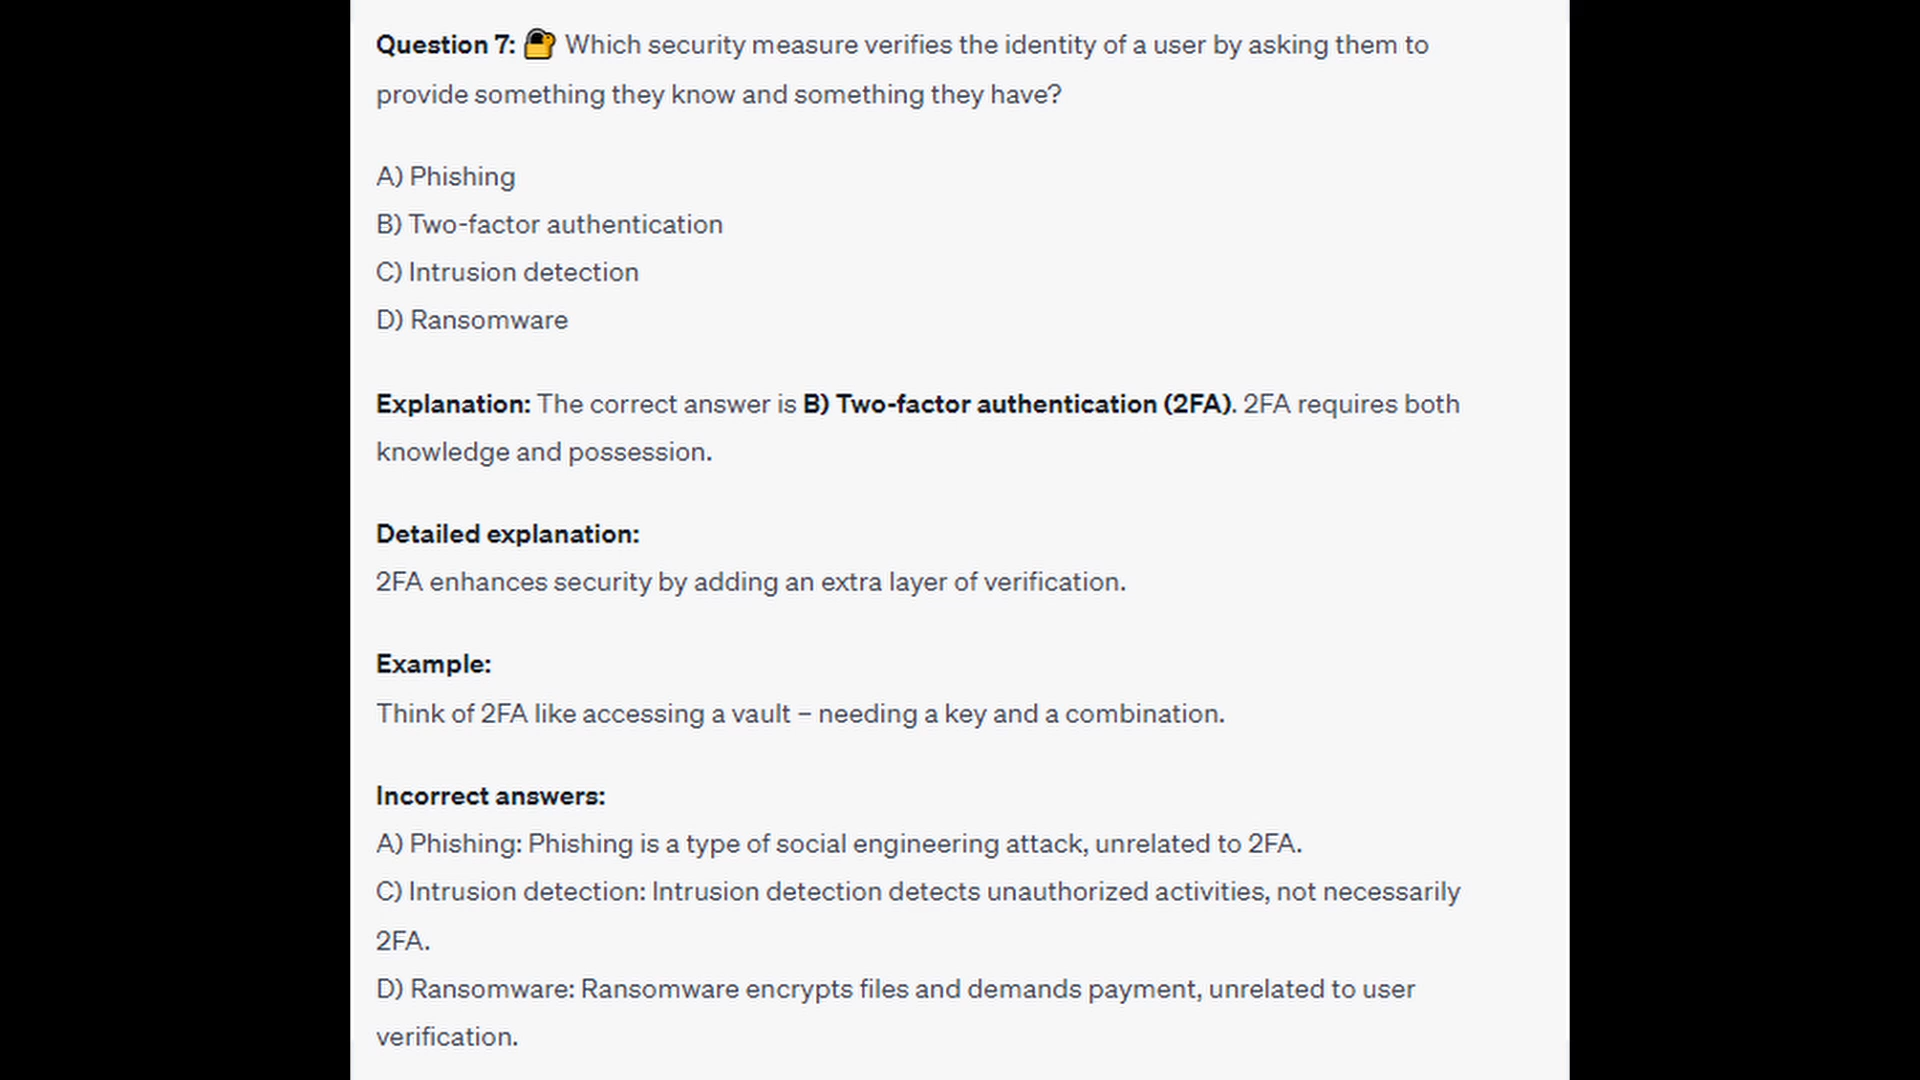 Question 7: 🔐 Which security measure verifies the identity of a user by asking them to
provide something they know and something they have?
A) Phishing
B) Two-factor authentication
C) Intrusion detection
D) Ransomware
Explanation: The correct answer is B) Two-factor authentication (2FA). 2FA requires both
knowledge and possession.
Detailed explanation:
2FA enhances security by adding an extra layer of verification.
Example:
Think of 2FA like accessing a vault – needing a key and a combination.
Incorrect answers:
A) Phishing: Phishing is a type of social engineering attack, unrelated to 2FA.
C) Intrusion detection: Intrusion detection detects unauthorized activities, not necessarily
2FA.
D) Ransomware: Ransomware encrypts files and demands payment, unrelated to user
verification.